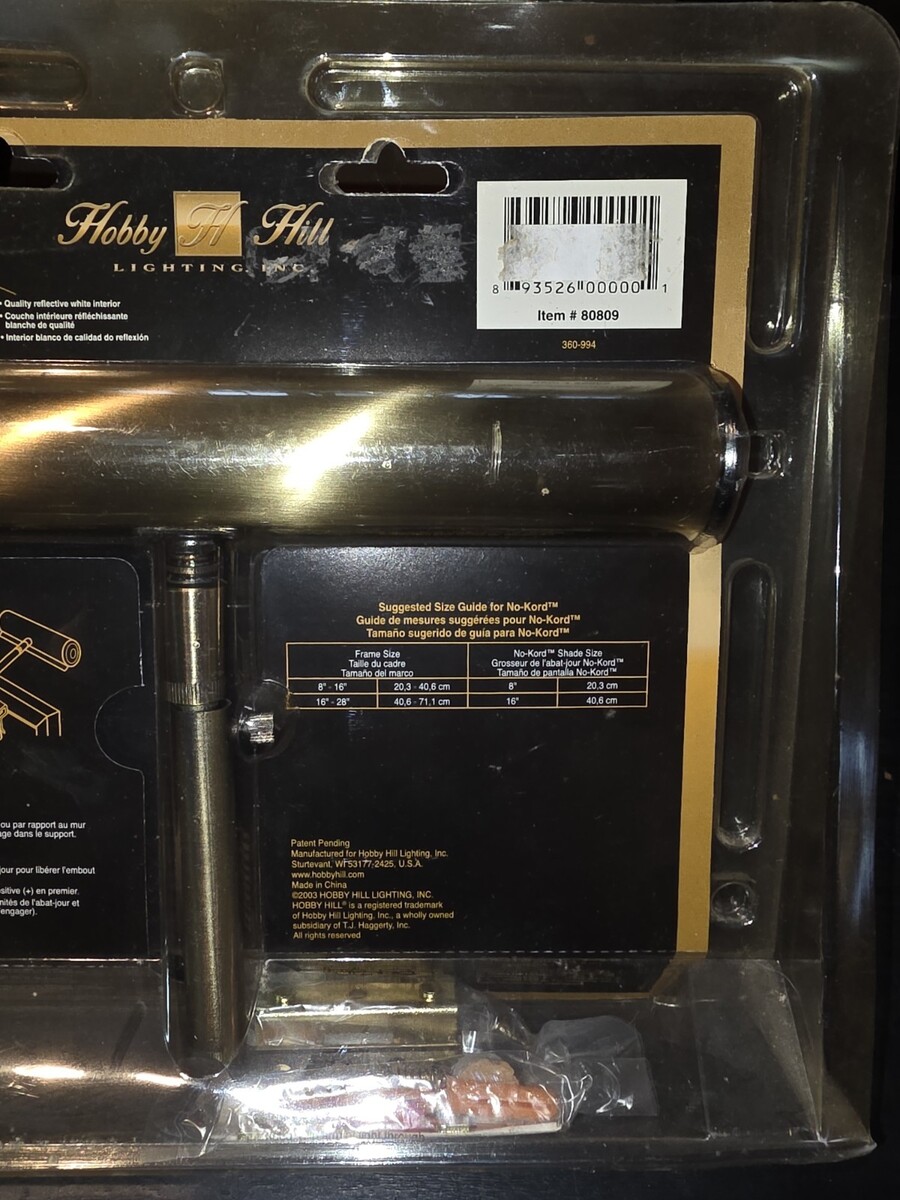 Hobby H Hill
LIGHTING, INC.
• Quality reflective white interior
• Couche intérieure réfléchissante
blanche de qualité
• Interior blanco de calidad do reflexión
8 93526 00000 1
Item # 80809
360-994
Suggested Size Guide for No-Kord™
Guide de mesures suggérées pour No-Kord™
Tamaño sugerido de guía para No-Kord™
Frame Size
Taille du cadre
Tamaño del marco
No-Kord™ Shade Size
Grosseur de l'abat-jour No-Kord™
Tamaño de pantalla No-Kord™
8" - 16" 20,3 - 40,6 cm 8" 20,3 cm
16" - 28" 40,6 - 71,1 cm 16" 40,6 cm
ou par rapport au mur
age dans le support.
jour pour libérer l'embout
sitive (+) en premier.
nités de l'abat-jour et
engager).
Patent Pending
Manufactured for Hobby Hill Lighting, Inc.
Sturtevant, WI 53177-2425, U.S.A.
www.hobbyhill.com
Made in China
©2003 HOBBY HILL LIGHTING, INC.
HOBBY HILL® is a registered trademark
of Hobby Hill Lighting, Inc., a wholly owned
subsidiary of T.J. Haggerty, Inc.
All rights reserved